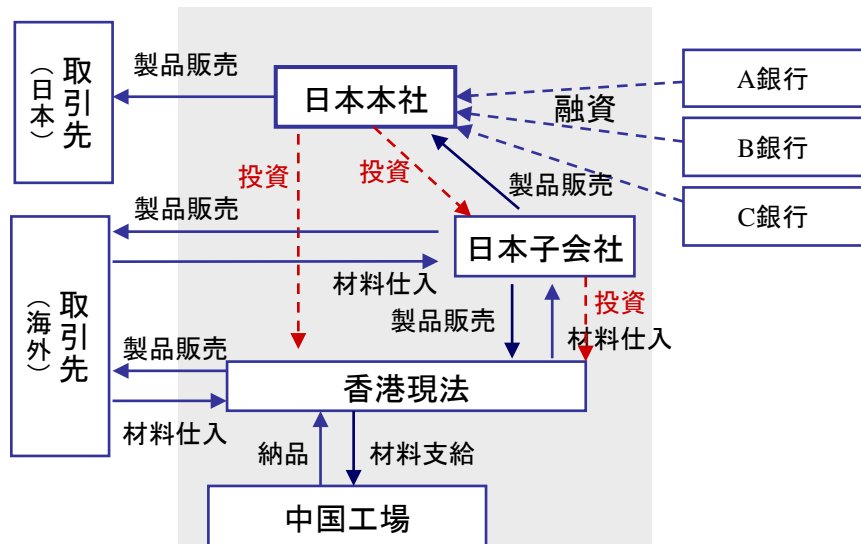 取引先
(日本)
製品販売
日本本社
融資
A銀行
B銀行
C銀行
投資
投資
製品販売
製品販売
取引先
(海外)
日本子会社
材料仕入
製品販売
投資
材料仕入
製品販売
香港現法
材料仕入
納品
材料支給
中国工場